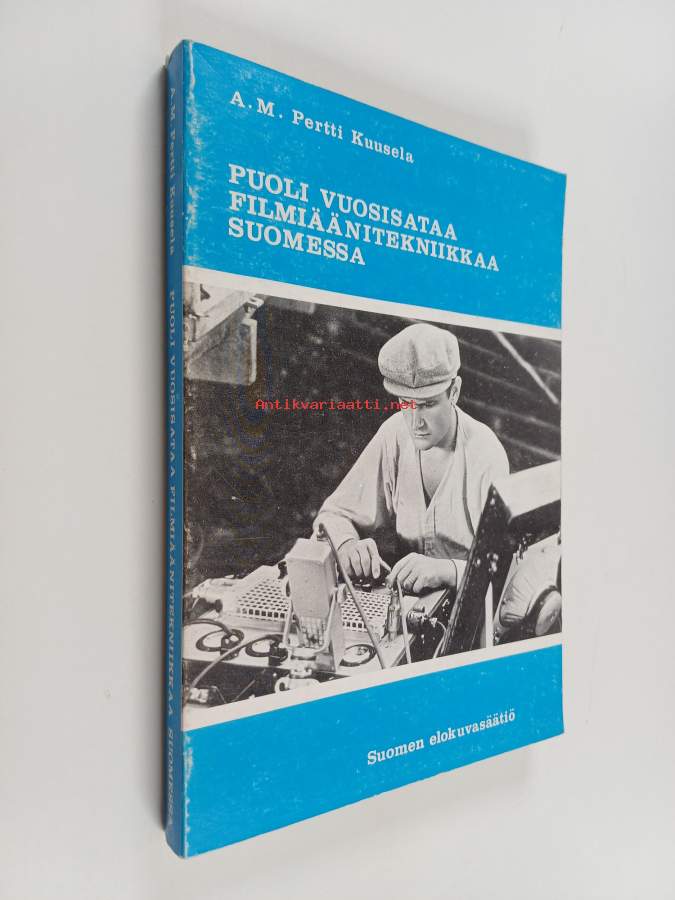 A.M. Pertti Kuusela
PUOLI VUOSISATAA
FILMIÄÄNITEKNIIKKAA
SUOMESSA
Antikvariaatti.net
Suomen elokuvasäätiö
A.M. Pertti Kuusela PUOLI VUOSISATAA FILMIÄÄNITEKNIIKKAA SUOMESSA